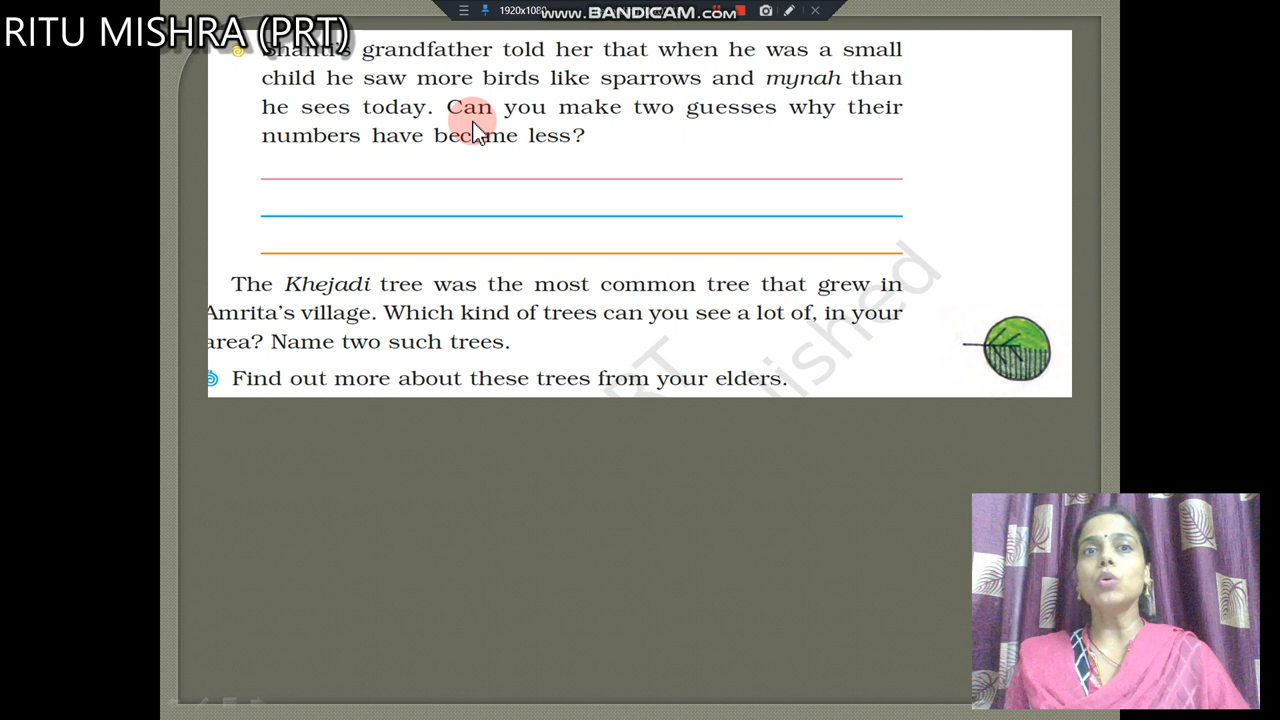 RITU MISHRA (PRT)
1920x1080
www.BANDICAM.com
Shanti's grandfather told her that when he was a small
child he saw more birds like sparrows and mynah than
he sees today. Can you make two guesses why their
numbers have become less?
The Khejadi tree was the most common tree that grew in
Amrita's village. Which kind of trees can you see a lot of, in your
area? Name two such trees.
Find out more about these trees from your elders.